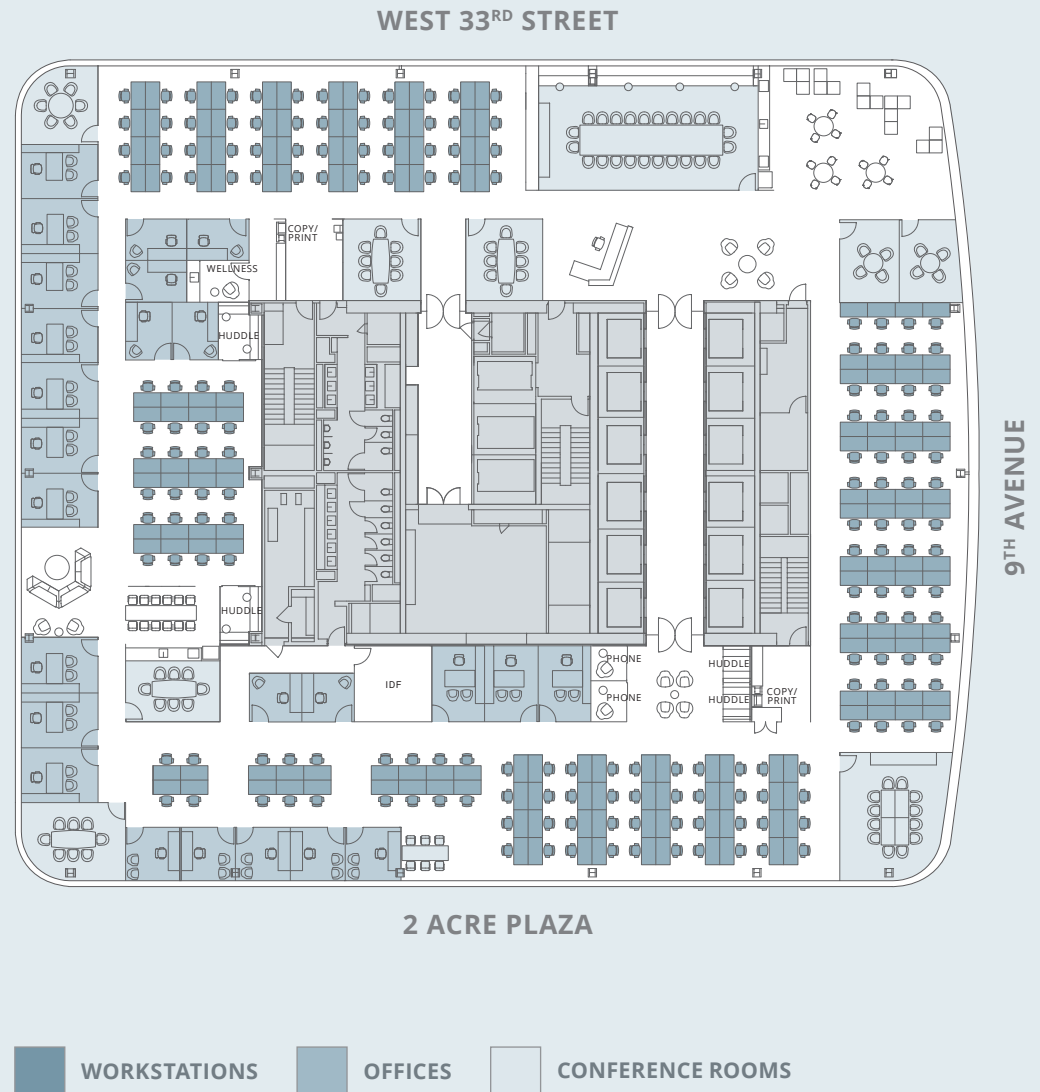 WEST 33RD STREET
COPY/
PRINT
WELLNESS
HUDDLE
9TH AVENUE
HUDDLE
IDF
PHONE
HUDDLE
PHONE
HUDDLE
COPY/
PRINT
2 ACRE PLAZA
WORKSTATIONS
OFFICES
CONFERENCE ROOMS